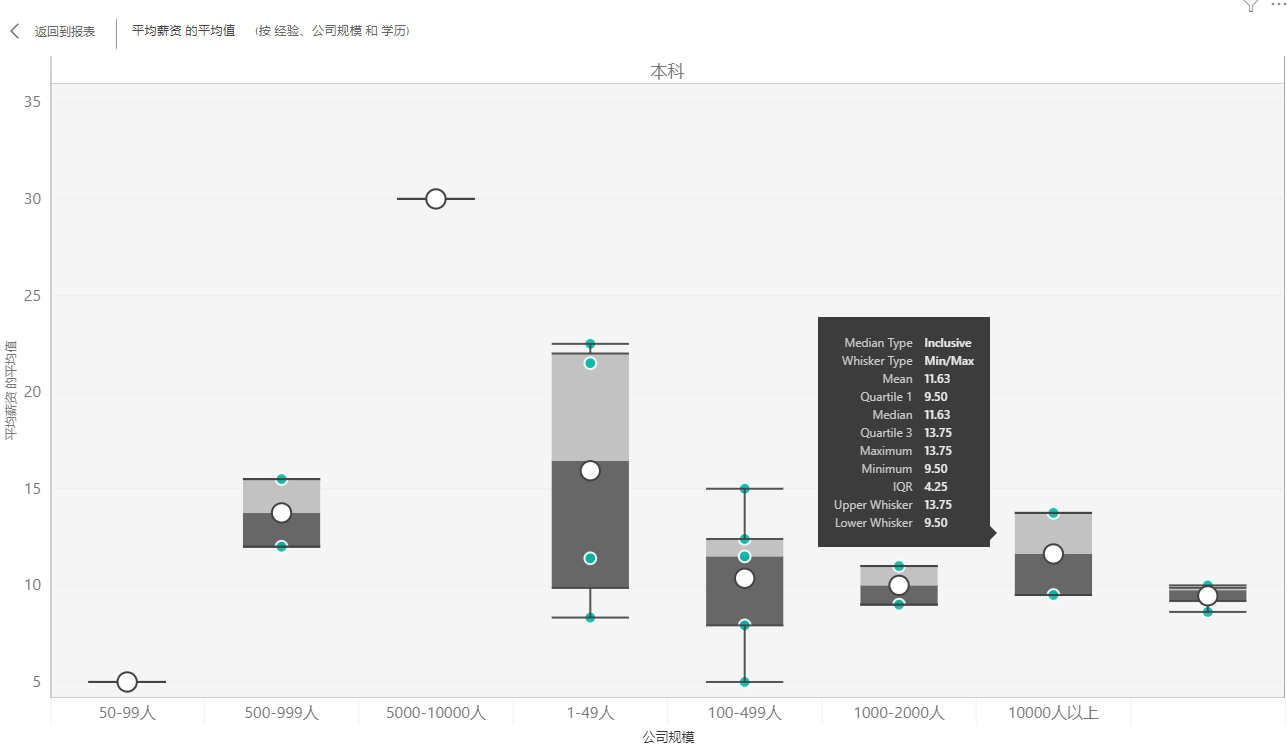 返回到报表
平均薪资 的平均值 (按 经验、公司规模 和 学历)
本科
35
30
25
20
15
10
5
平均薪资 的平均值
Median Type Inclusive
Whisker Type Min/Max
Mean 11.63
Quartile 1 9.50
Median 11.63
Quartile 3 13.75
Maximum 13.75
Minimum 9.50
IQR 4.25
Upper Whisker 13.75
Lower Whisker 9.50
50-99人
500-999人
5000-10000人
1-49人
100-499人
1000-2000人
10000人以上
公司规模